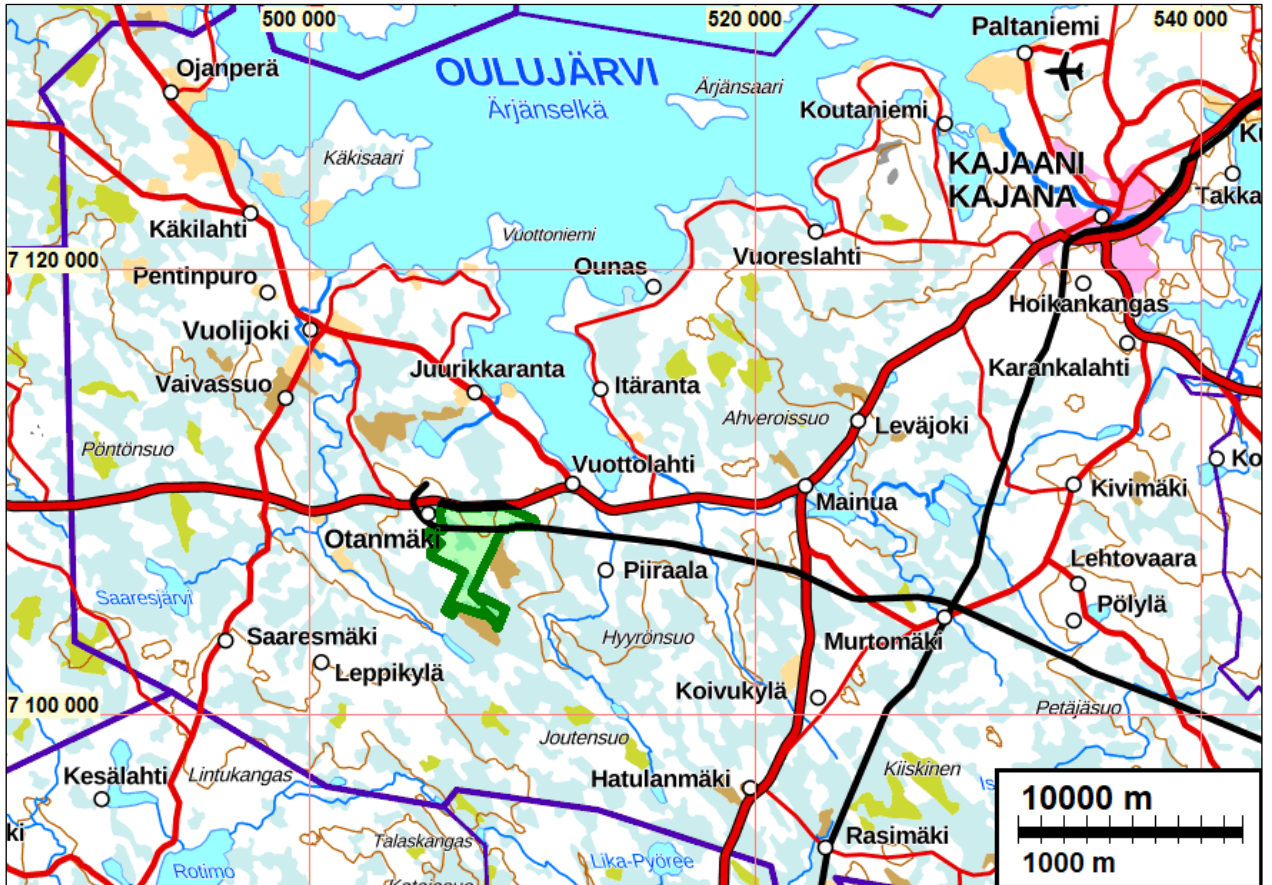 500 000
520 000
540 000
Paltaniemi
Ojanperä
OULUJÄRVI
Ärjänselkä
Ärjänsaari
Koutaniemi
Käkisaari
KAJAANI
KAJANA
Takka
Käkilahti
Vuottoniemi
Vuoreslahti
7 120 000
Pentinpuro
Ounas
Hoikankangas
Vuolijoki
Juurikkaranta
Karankalahti
Vaivassuo
Itäranta
Ahveroissuo
Leväjoki
Pöntönsuo
Vuottolahti
Ko
Mainua
Kivimäki
Otanmäki
Piiraala
Lehtovaara
Saaresjärvi
Pölylä
Saaresmäki
Hyyrönsuo
Murtomäki
Leppikylä
Koivukylä
7 100 000
Petäjäsuo
Joutensuo
Kesälahti
Lintukangas
Hatulanmäki
Kiiskinen
Is
10000 m
1000 m
ki
Talaskangas
Rasimäki
Rotimo
Lika-Pyöree